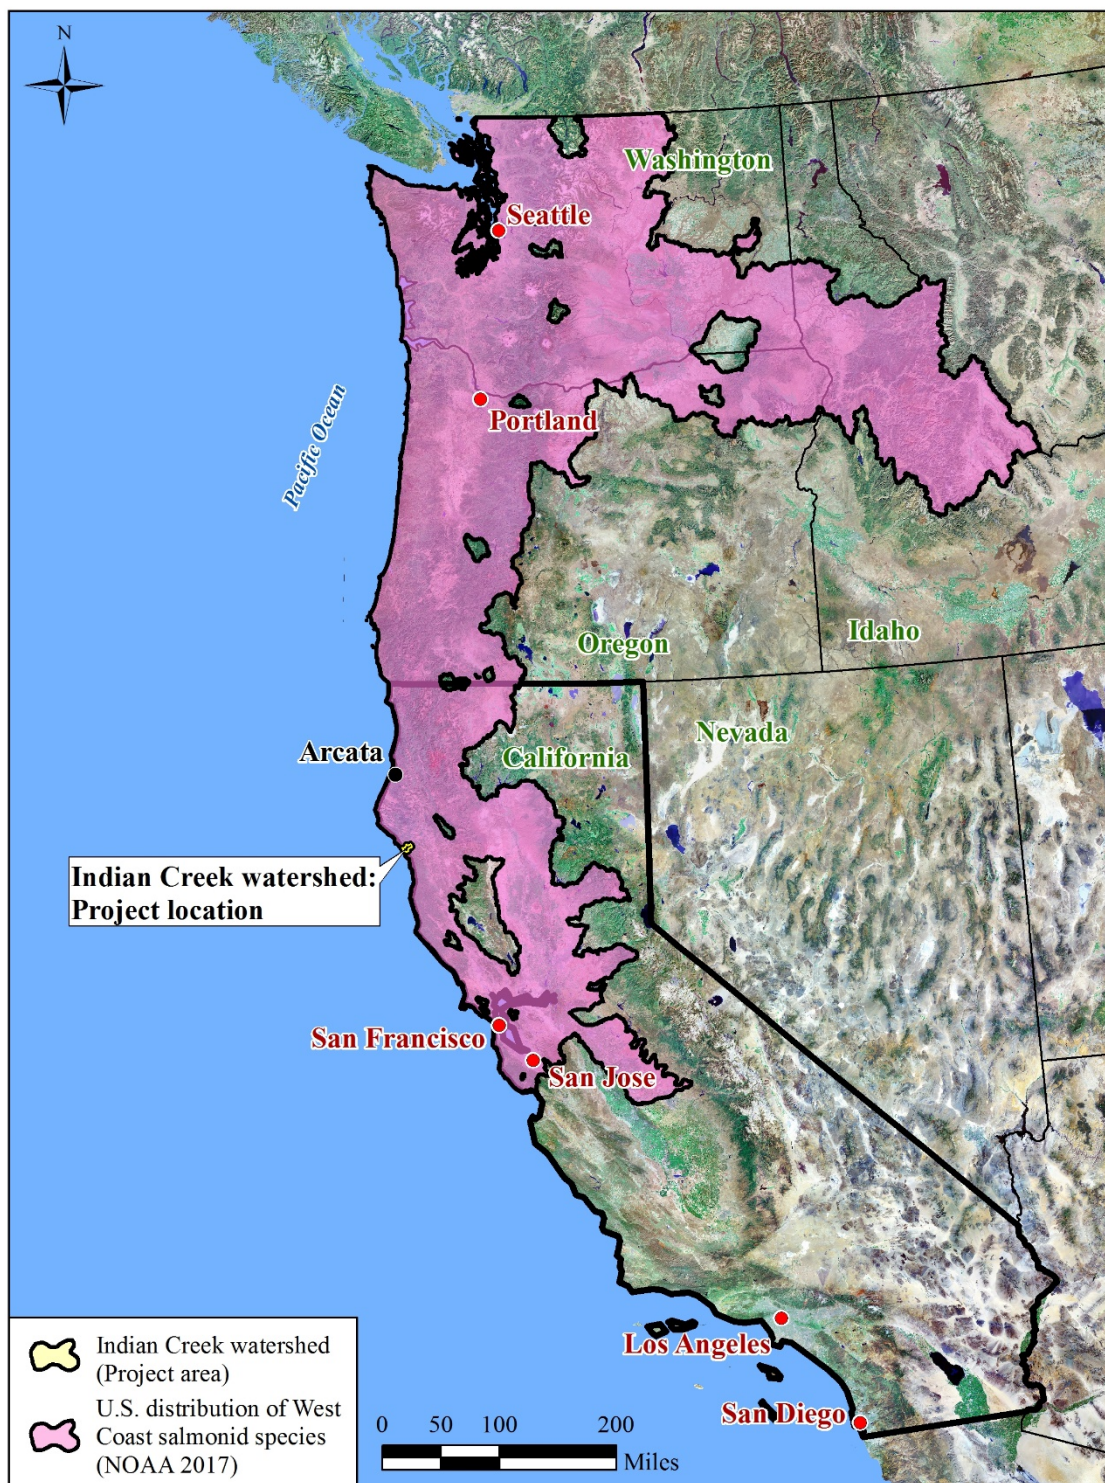 N
Washington
Seattle
Portland
Pacific Ocean
Oregon
Idaho
Arcata
California
Nevada
Indian Creek watershed:
Project location
San Francisco
San Jose
Los Angeles
San Diego
Indian Creek watershed
(Project area)
U.S. distribution of West
Coast salmonid species
(NOAA 2017)
0 50 100 200
Miles